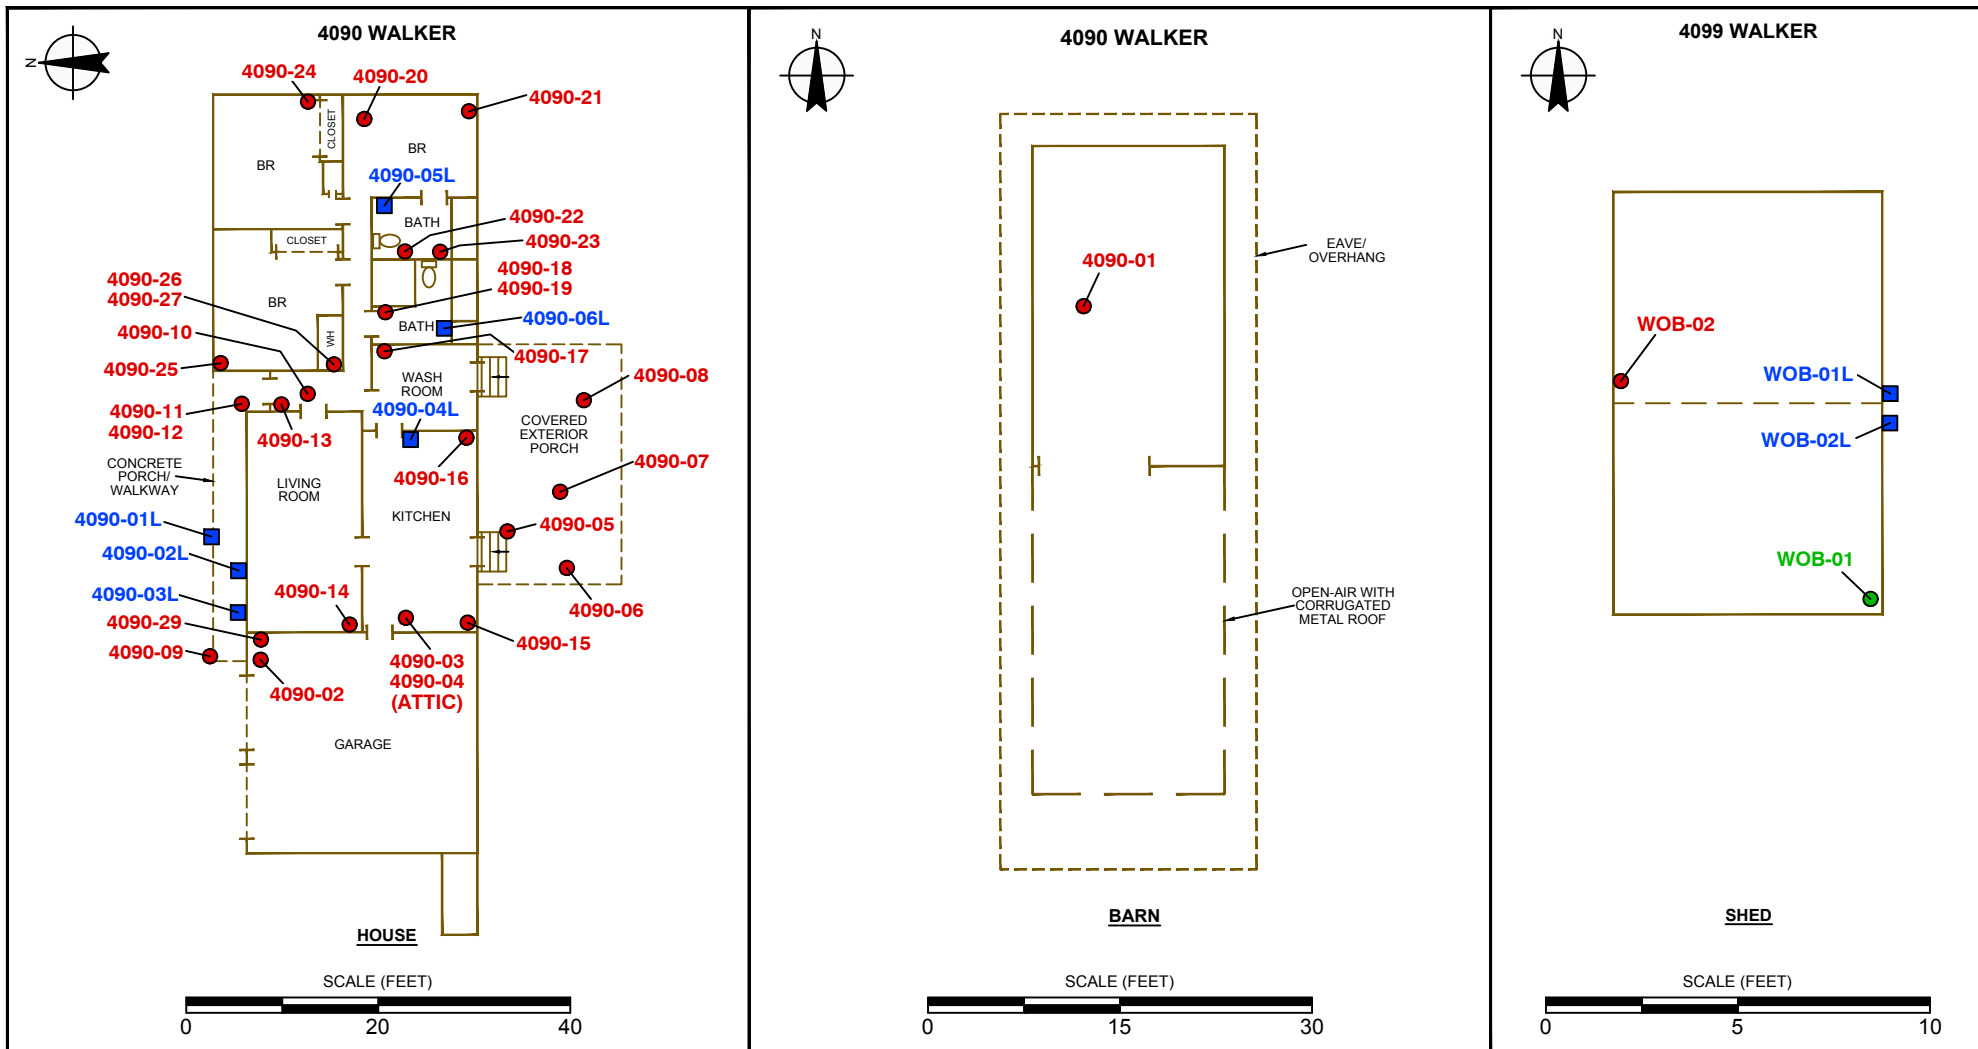 4090 WALKER
N
4090-24
4090-20
4090-21
CLOSET
BR
BR
4090-05L
BATH
4090-22
4090-23
CLOSET
4090-18
4090-19
4090-26
4090-27
BR
4090-06L
BATH
WH
4090-10
4090-17
4090-25
WASH
ROOM
4090-08
4090-04L
4090-11
4090-12
4090-13
COVERED
EXTERIOR
PORCH
CONCRETE
PORCH/
WALKWAY
4090-16
4090-07
LIVING
ROOM
KITCHEN
4090-01L
4090-05
4090-02L
4090-03L
4090-14
4090-06
4090-29
4090-15
4090-09
4090-03
4090-04
(ATTIC)
4090-02
GARAGE
HOUSE
SCALE (FEET)
0 20 40
4090 WALKER
N
EAVE/
OVERHANG
4090-01
OPEN-AIR WITH
CORRUGATED
METAL ROOF
BARN
SCALE (FEET)
0 15 30
4099 WALKER
N
WOB-02
WOB-01L
WOB-02L
WOB-01
SHED
SCALE (FEET)
0 5 10